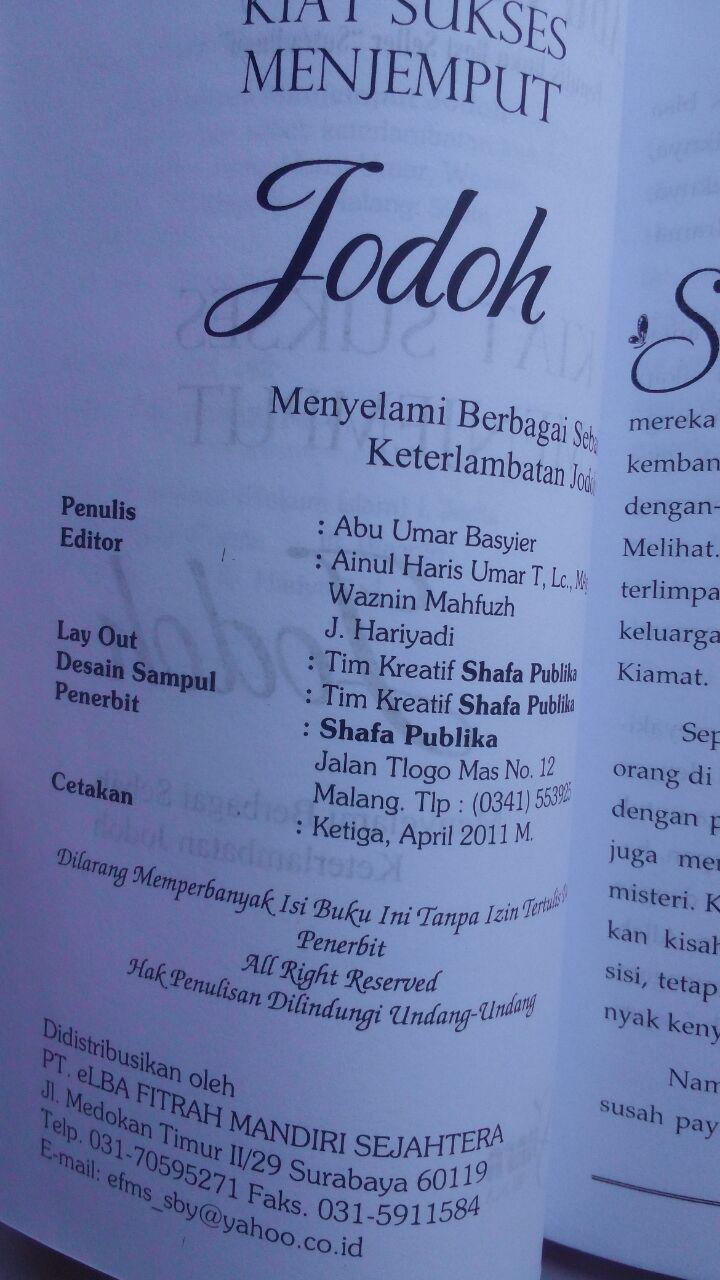 KIAT SUKSES
MENJEMPUT
Jodoh
Menyelami Berbagai
Keterlambatan
Penulis : Abu Umar Basyier
Editor : Ainul Haris Umar T, Lc.,
Waznin Mahfuzh
J. Hariyadi
Lay Out : Tim Kreatif Shafa Publika
Desain Sampul : Tim Kreatif Shafa Publika
Penerbit : Shafa Publika
Jalan Tlogo Mas No. 12
Malang. Tlp : (0341)
Cetakan : Ketiga, April 2011 M.
Dilarang Memperbanyak Isi Buku Ini Tanpa Izin Tertulis
Penerbit
All Right Reserved
Hak Penulisan Dilindungi Undang-Undang
Didistribusikan oleh
PT. eLBA FITRAH MANDIRI SEJAHTERA
Jl. Medokan Timur II/29 Surabaya 60119
Telp. 031-70595271 Faks. 031-5911584
E-mail: efms_sby@yahoo.co.id
S
mereka
kemban
dengan-
Melihat.
terlimpa
keluarga
Kiamat.
Sep
orang di
dengan p
juga mer
misteri. K
kan kisah
sisi, tetap
nyak keny
Nam
susah pay